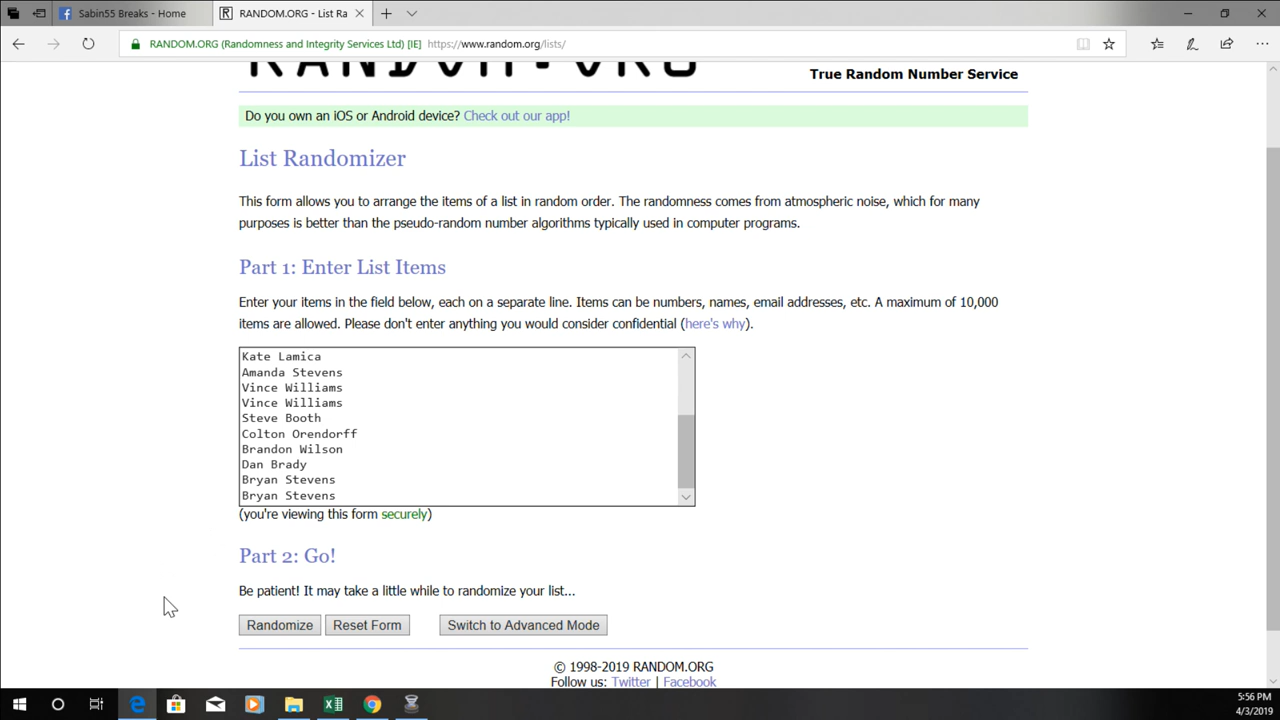 Sabin55 Breaks - Home
RANDOM.ORG - List Ra
RANDOM.ORG (Randomness and Integrity Services Ltd) [IE] https://www.random.org/lists/
RANDOM.ORG
True Random Number Service
Do you own an iOS or Android device? Check out our app!
List Randomizer
This form allows you to arrange the items of a list in random order. The randomness comes from atmospheric noise, which for many
purposes is better than the pseudo-random number algorithms typically used in computer programs.
Part 1: Enter List Items
Enter your items in the field below, each on a separate line. Items can be numbers, names, email addresses, etc. A maximum of 10,000
items are allowed. Please don't enter anything you would consider confidential (here's why).
Kate Lamica
Amanda Stevens
Vince Williams
Vince Williams
Steve Booth
Colton Orendorff
Brandon Wilson
Dan Brady
Bryan Stevens
Bryan Stevens
(you're viewing this form securely)
Part 2: Go!
Be patient! It may take a little while to randomize your list...
Randomize Reset Form Switch to Advanced Mode
© 1998-2019 RANDOM.ORG
Follow us: Twitter | Facebook
5:56 PM
4/3/2019